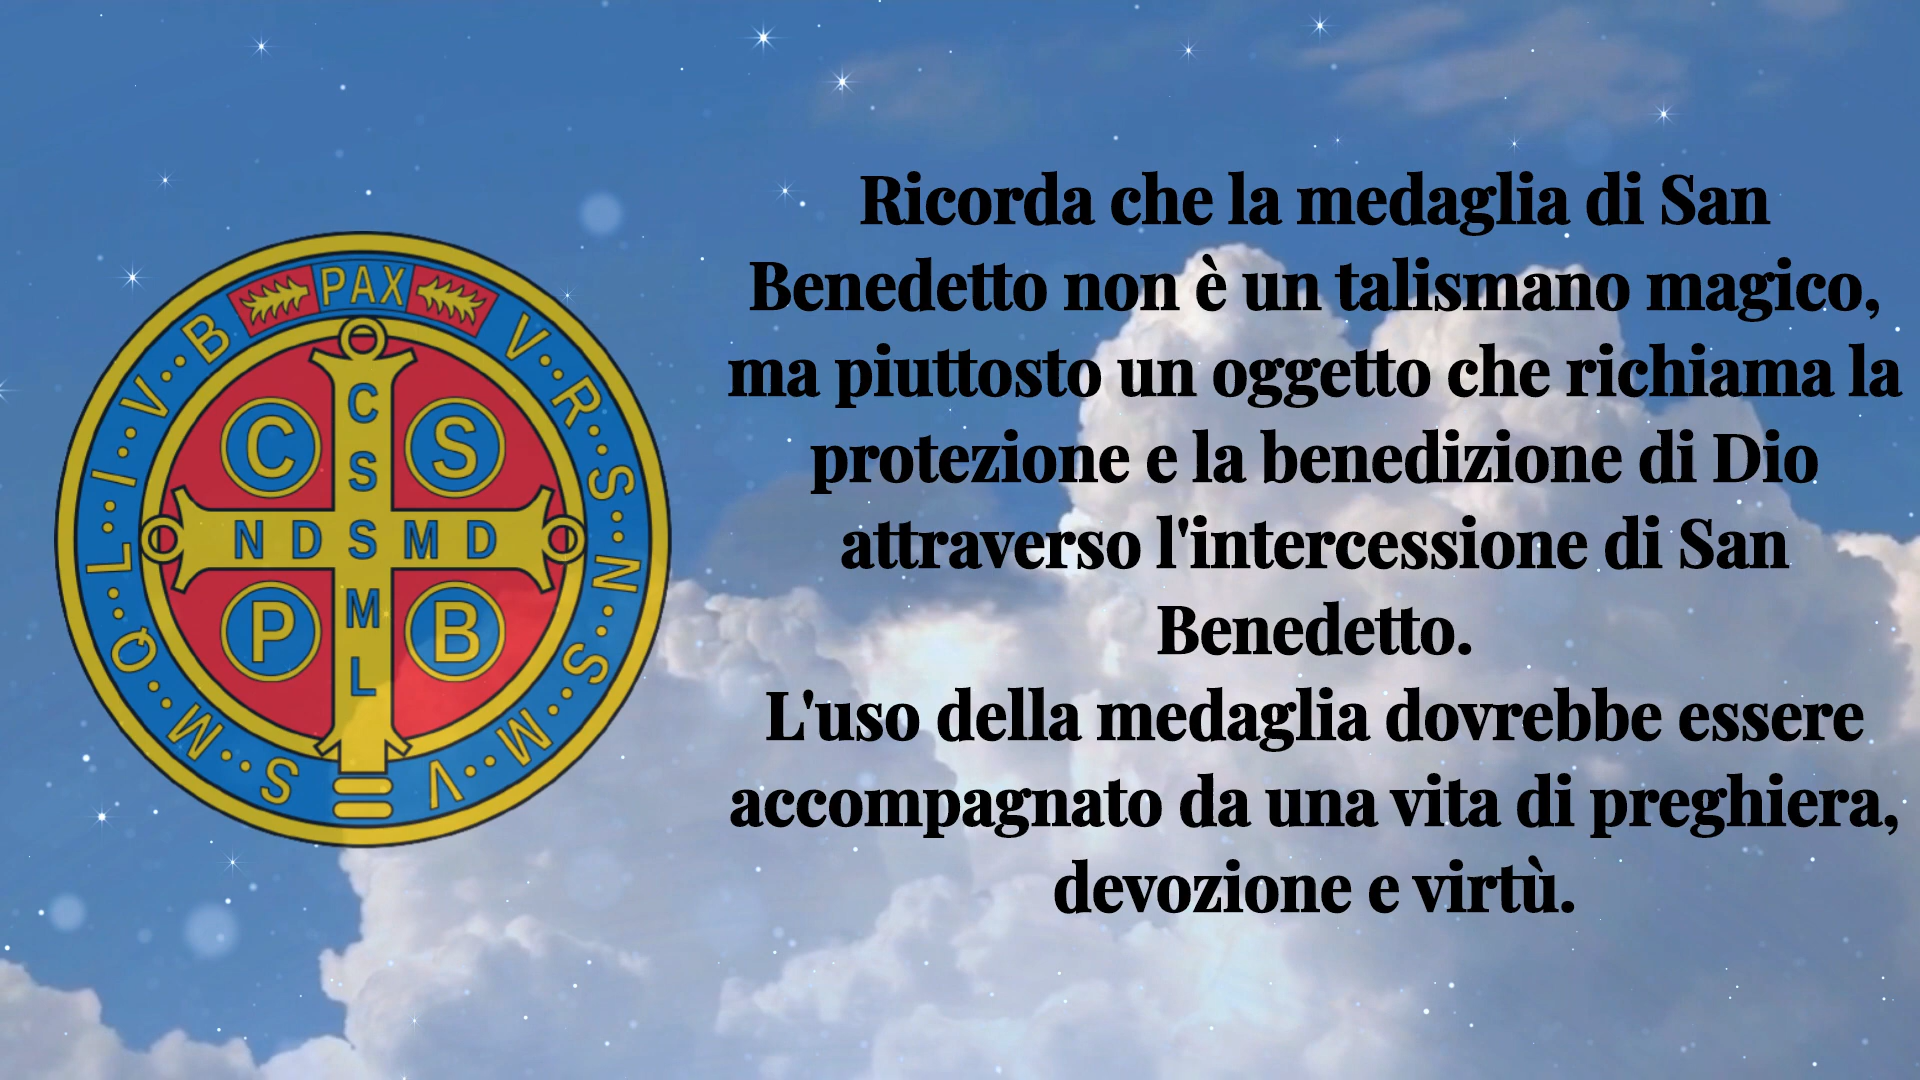 PAX
V·R·S·N·S·M·V
S·M·Q·L·I·V·B
C S
P B
C S S M L
N D S M D
Ricorda che la medaglia di San
Benedetto non è un talismano magico,
ma piuttosto un oggetto che richiama la
protezione e la benedizione di Dio
attraverso l'intercessione di San
Benedetto.
L'uso della medaglia dovrebbe essere
accompagnato da una vita di preghiera,
devozione e virtù.